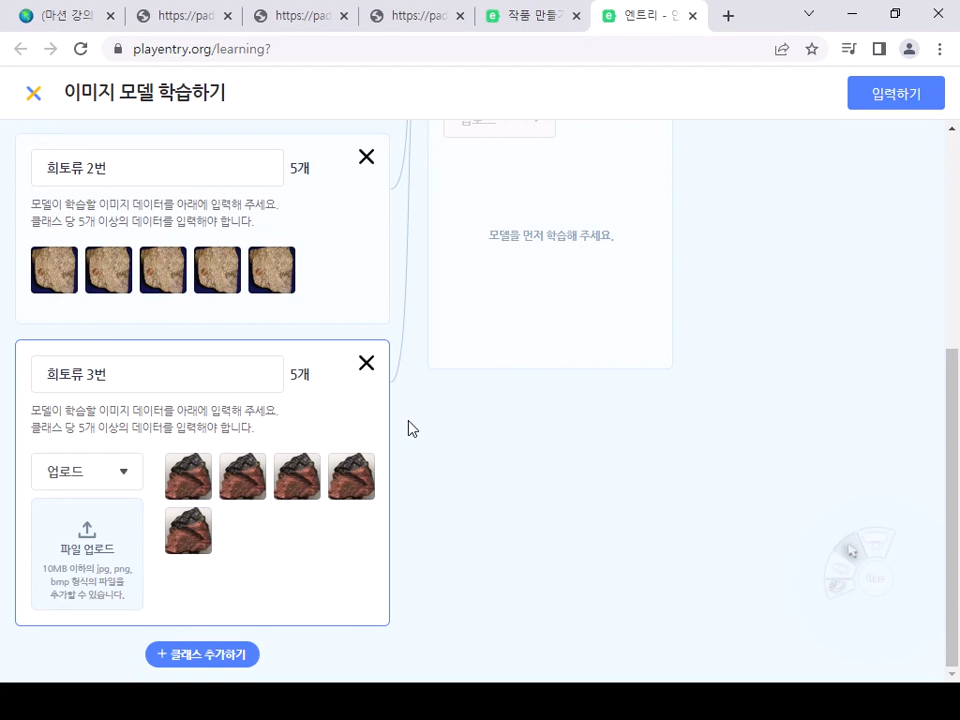 (마션 강의
https://pad
https://pad
https://pad
작품 만들기
엔트리 - 인
playentry.org/learning?
이미지 모델 학습하기
입력하기
희토류 2번
5개
모델이 학습할 이미지 데이터를 아래에 입력해 주세요.
클래스 당 5개 이상의 데이터를 입력해야 합니다.
업로드
모델을 먼저 학습해 주세요.
희토류 3번
5개
모델이 학습할 이미지 데이터를 아래에 입력해 주세요.
클래스 당 5개 이상의 데이터를 입력해야 합니다.
업로드
파일 업로드
10MB 이하의 jpg, png,
bmp 형식의 파일을
추가할 수 있습니다.
+ 클래스 추가하기